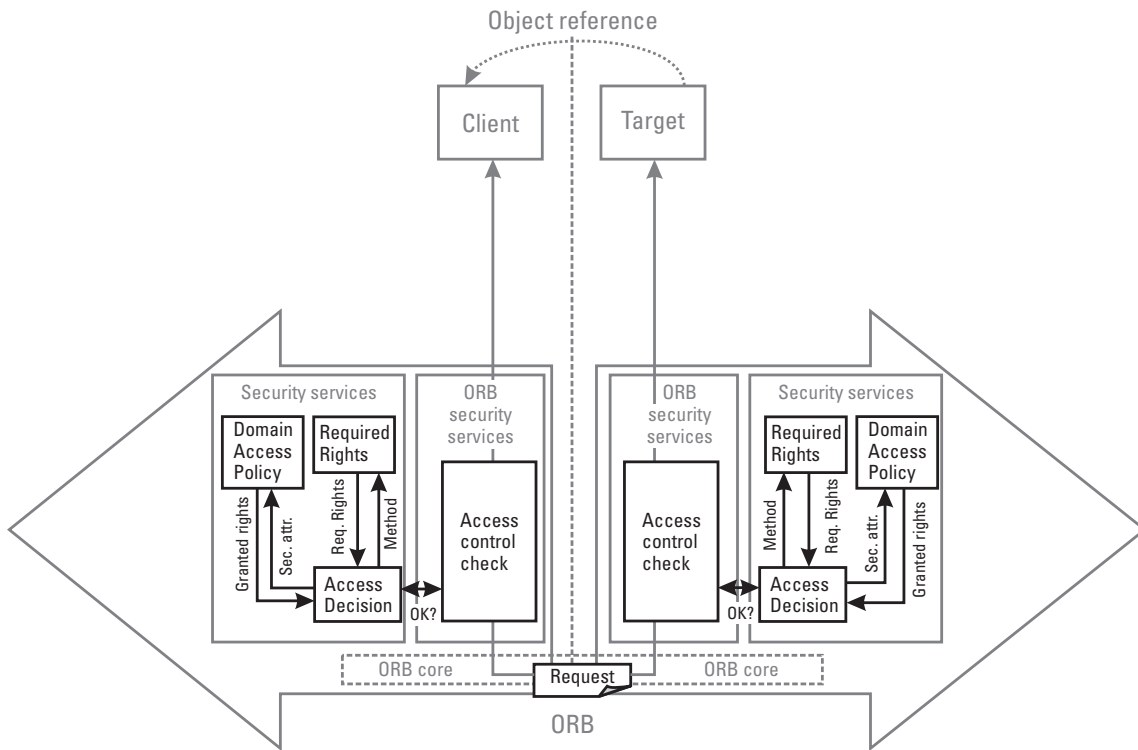 Object reference
Client
Target
Security services
ORB
security
services
ORB
security
services
Security services
Domain
Access
Policy
Required
Rights
Required
Rights
Domain
Access
Policy
Granted rights
Sec. attr.
Req. Rights
Method
Access
control
check
Access
control
check
Method
Req. Rights
Sec. attr.
Granted rights
Access
Decision
OK?
OK?
Access
Decision
ORB core
Request
ORB core
ORB